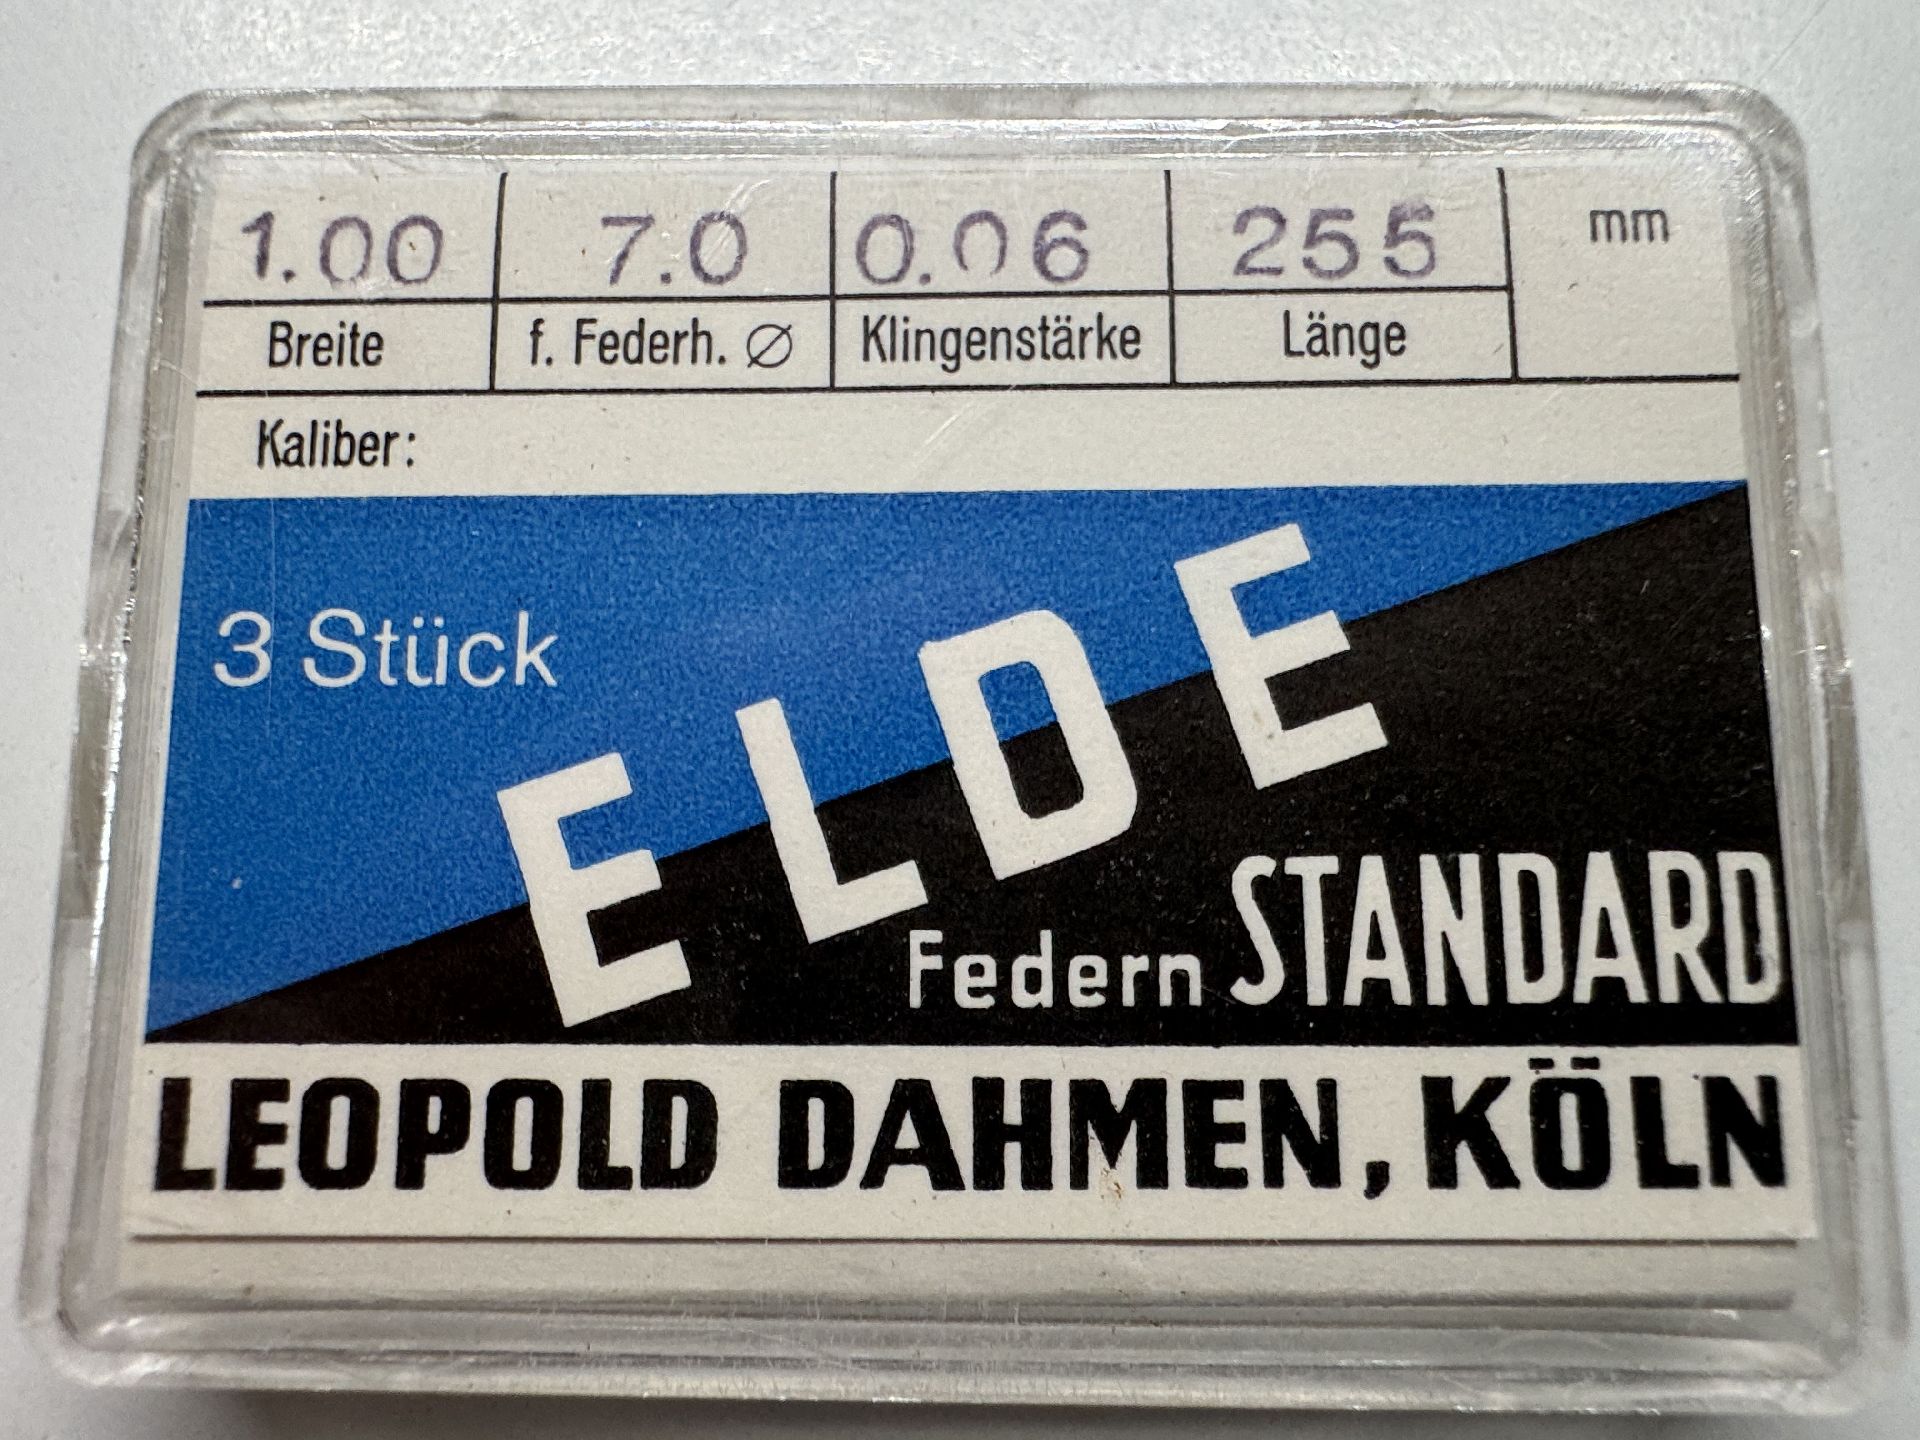 1.00 7.0 0.06 255 mm
Breite f. Federh. ∅ Klingenstärke Länge
Kaliber:
3 Stück
ELDE
Federn STANDARD
LEOPOLD DAHMEN, KÖLN